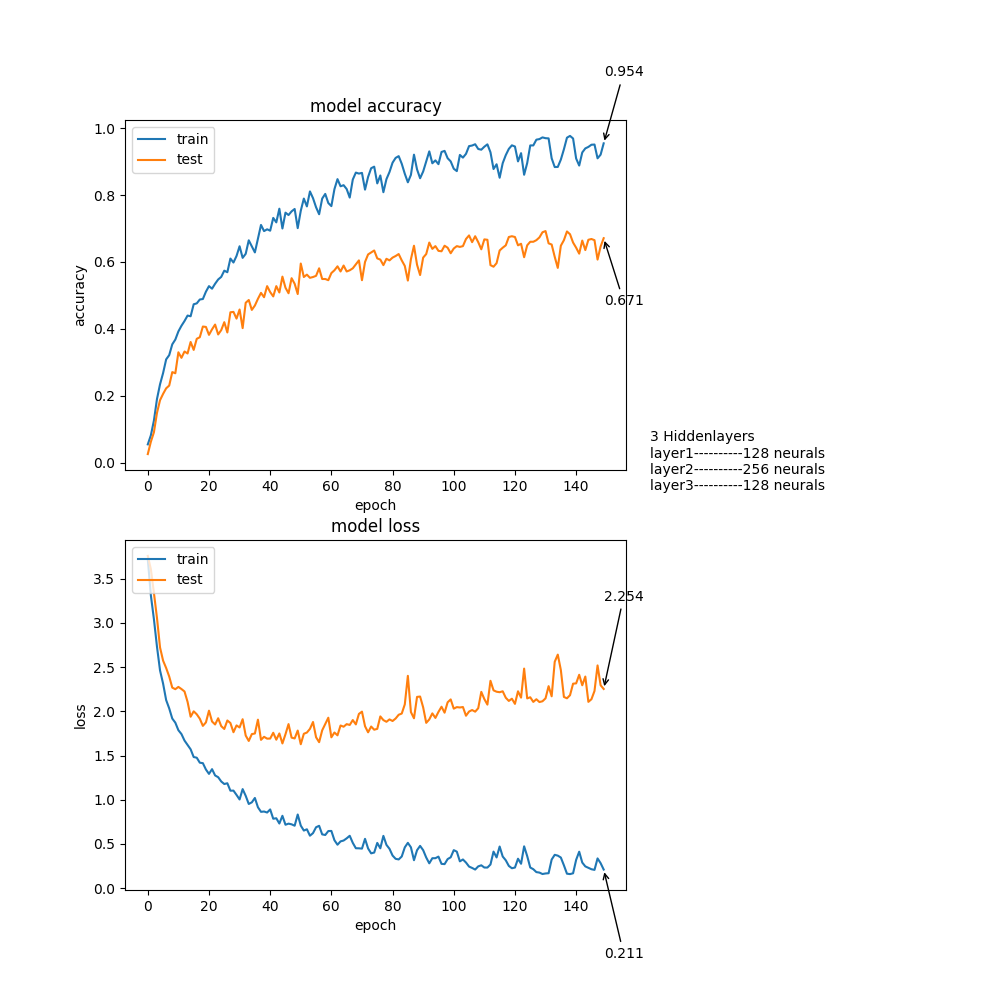 0.954
model accuracy
train
test
1.0
0.8
0.6
0.4
0.2
0.0
accuracy
0.671
0 20 40 60 80 100 120 140
epoch
3 Hiddenlayers
layer1----------128 neurals
layer2----------256 neurals
layer3----------128 neurals
model loss
train
test
3.5
3.0
2.5
2.0
1.5
1.0
0.5
0.0
loss
2.254
0 20 40 60 80 100 120 140
epoch
0.211